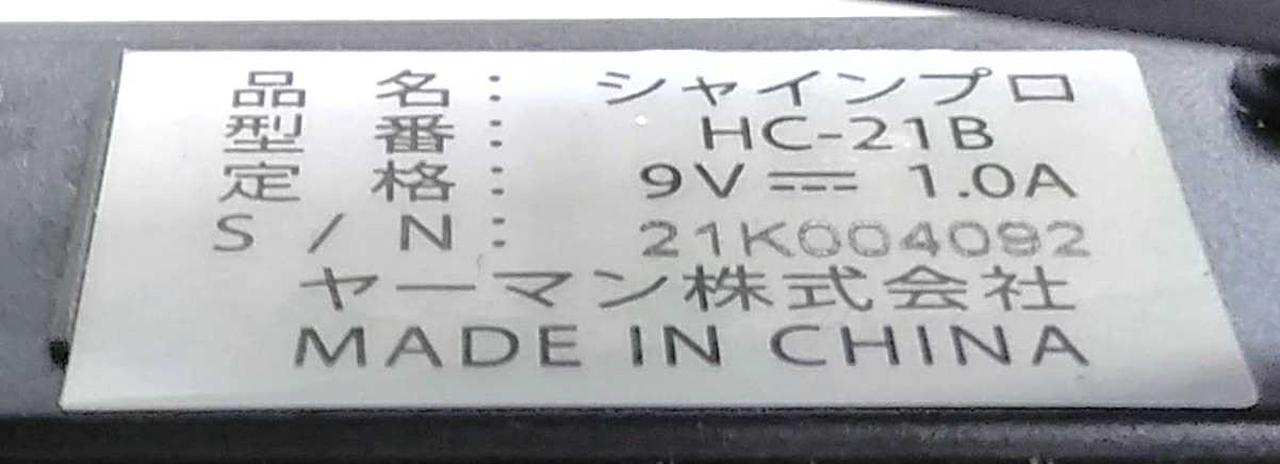 品名：シャインプロ
型番：HC-21B
定格：9V⎓1.0A
S/N：21K004092
ヤーマン株式会社
MADE IN CHINA